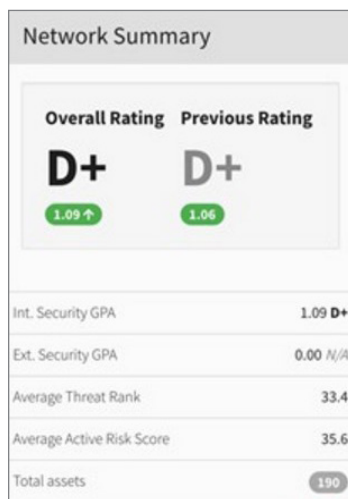 Network Summary
Overall Rating Previous Rating
D+ D+
1.09 ↑ 1.06
Int. Security GPA 1.09 D+
Ext. Security GPA 0.00 N/A
Average Threat Rank 33.4
Average Active Risk Score 35.6
Total assets 190